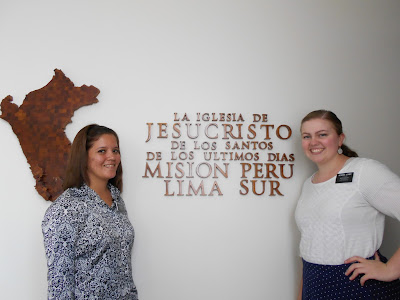 LA IGLESIA DE
JESUCRISTO
DE LOS SANTOS
DE LOS ULTIMOS DIAS
MISION PERU
LIMA SUR